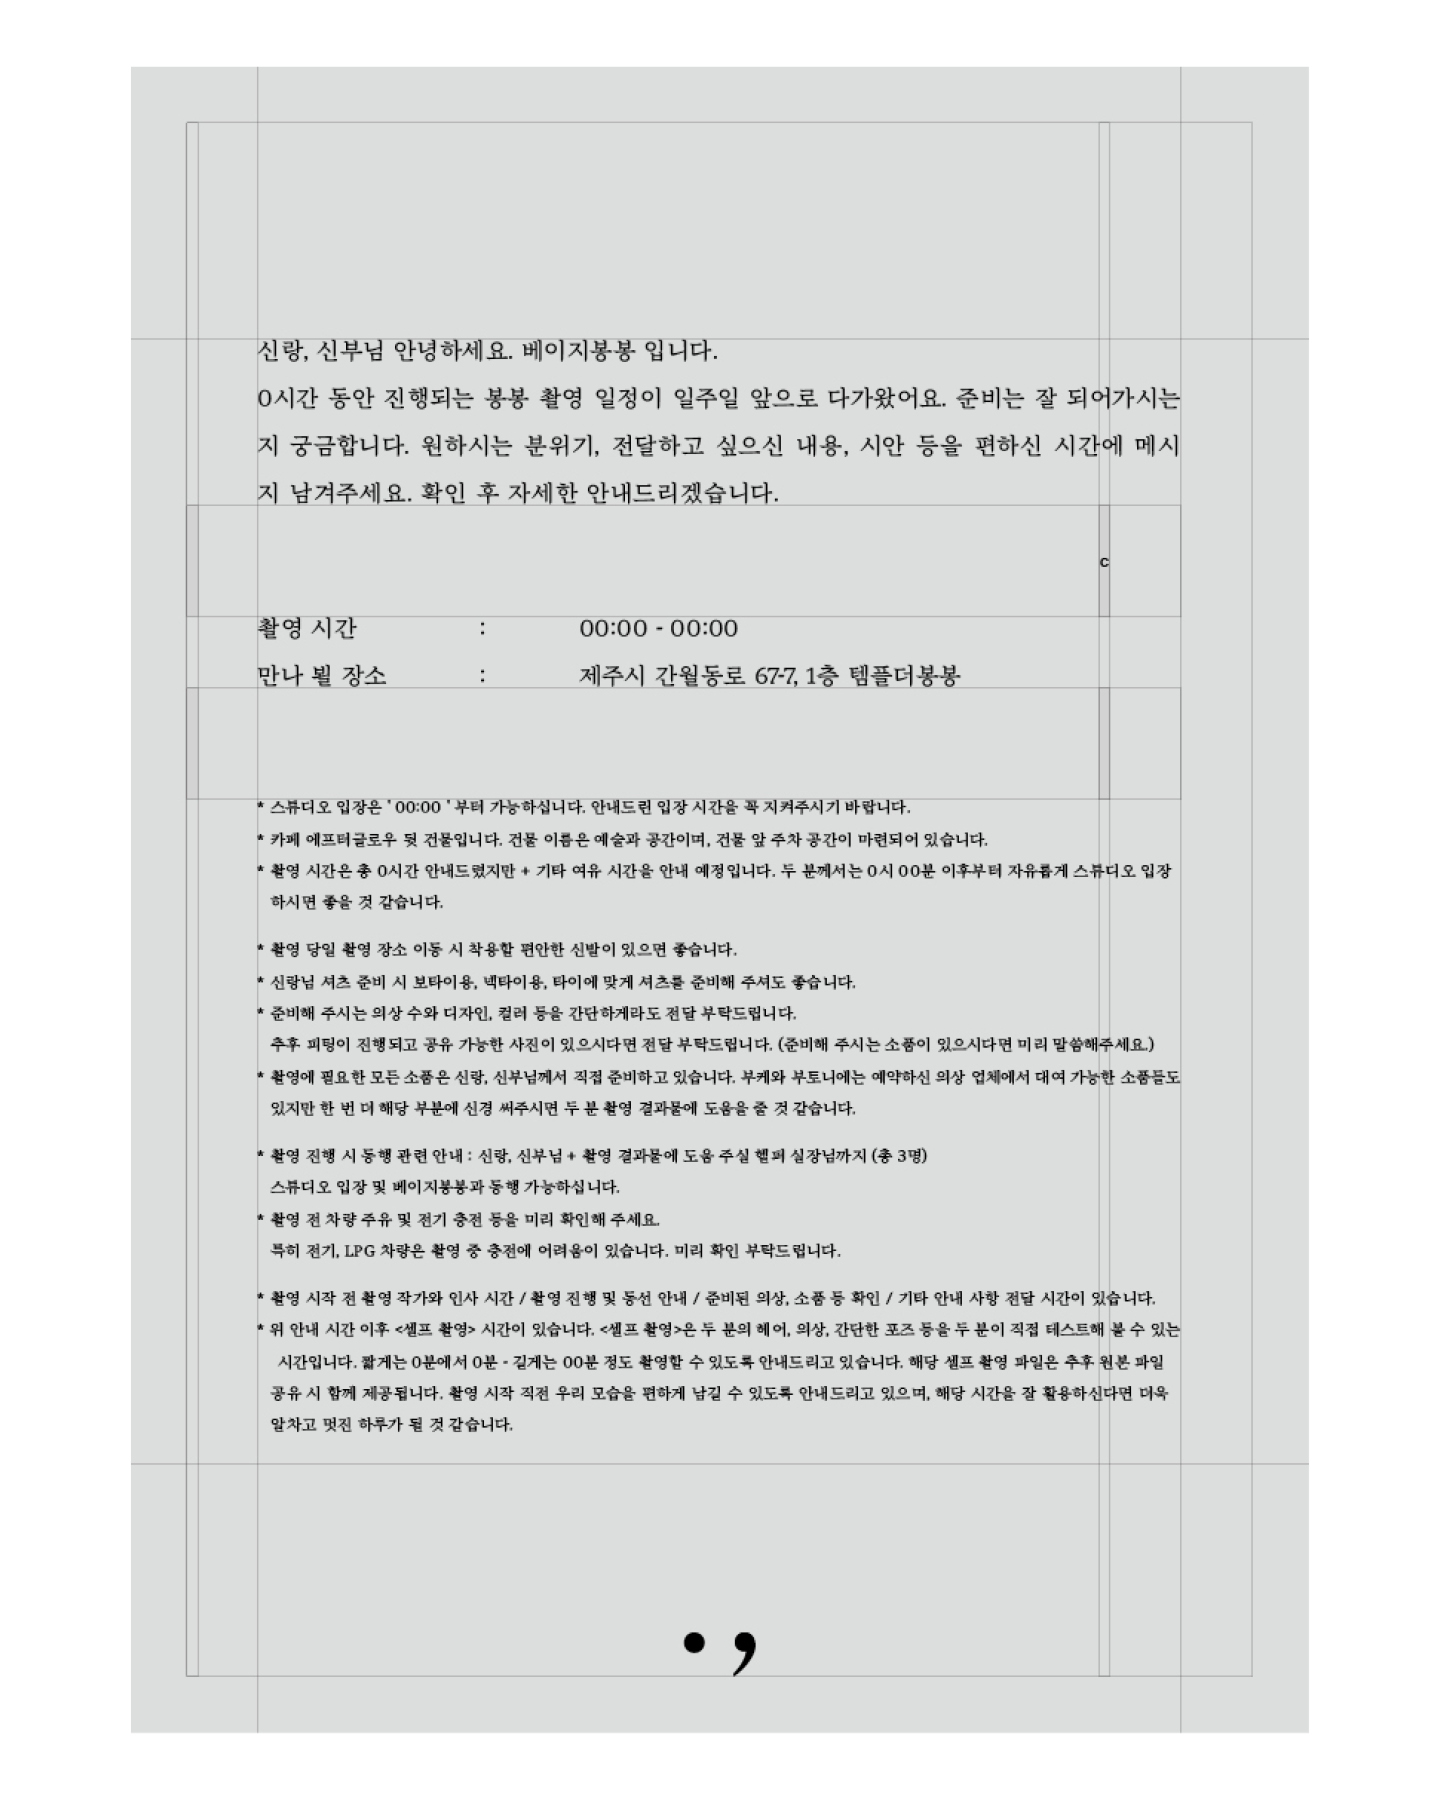 신랑, 신부님 안녕하세요. 베이지봉봉 입니다.
0시간 동안 진행되는 봉봉 촬영 일정이 일주일 앞으로 다가왔어요. 준비는 잘 되어가시는
지 궁금합니다. 원하시는 분위기, 전달하고 싶으신 내용, 시안 등을 편하신 시간에 메시
지 남겨주세요. 확인 후 자세한 안내드리겠습니다.
c
촬영 시간 : 00:00 - 00:00
만나 뵐 장소 : 제주시 간월동로 67-7, 1층 템플더봉봉
* 스튜디오 입장은 ' 00:00 ' 부터 가능하십니다. 안내드린 입장 시간을 꼭 지켜주시기 바랍니다.
* 카페 에프터글로우 뒷 건물입니다. 건물 이름은 예술과 공간이며, 건물 앞 주차 공간이 마련되어 있습니다.
* 촬영 시간은 총 0시간 안내드렸지만 + 기타 여유 시간을 안내 예정입니다. 두 분께서는 0시 00분 이후부터 자유롭게 스튜디오 입장
하시면 좋을 것 같습니다.
* 촬영 당일 촬영 장소 이동 시 착용할 편안한 신발이 있으면 좋습니다.
* 신랑님 셔츠 준비 시 보타이용, 넥타이용, 타이에 맞게 셔츠를 준비해 주셔도 좋습니다.
* 준비해 주시는 의상 수와 디자인, 컬러 등을 간단하게라도 전달 부탁드립니다.
추후 피팅이 진행되고 공유 가능한 사진이 있으시다면 전달 부탁드립니다. (준비해 주시는 소품이 있으시다면 미리 말씀해주세요.)
* 촬영에 필요한 모든 소품은 신랑, 신부님께서 직접 준비하고 있습니다. 부케와 부토니에는 예약하신 의상 업체에서 대여 가능한 소품들도
있지만 한 번 더 해당 부분에 신경 써주시면 두 분 촬영 결과물에 도움을 줄 것 같습니다.
* 촬영 진행 시 동행 관련 안내 : 신랑, 신부님 + 촬영 결과물에 도움 주실 헬퍼 실장님까지 (총 3명)
스튜디오 입장 및 베이지봉봉과 동행 가능하십니다.
* 촬영 전 차량 주유 및 전기 충전 등을 미리 확인해 주세요.
특히 전기, LPG 차량은 촬영 중 충전에 어려움이 있습니다. 미리 확인 부탁드립니다.
* 촬영 시작 전 촬영 작가와 인사 시간 / 촬영 진행 및 동선 안내 / 준비된 의상, 소품 등 확인 / 기타 안내 사항 전달 시간이 있습니다.
* 위 안내 시간 이후 <셀프 촬영> 시간이 있습니다. <셀프 촬영>은 두 분의 헤어, 의상, 간단한 포즈 등을 두 분이 직접 테스트해 볼 수 있는
시간입니다. 짧게는 0분에서 0분 - 길게는 00분 정도 촬영할 수 있도록 안내드리고 있습니다. 해당 셀프 촬영 파일은 추후 원본 파일
공유 시 함께 제공됩니다. 촬영 시작 직전 우리 모습을 편하게 남길 수 있도록 안내드리고 있으며, 해당 시간을 잘 활용하신다면 더욱
알차고 멋진 하루가 될 것 같습니다.
• ,